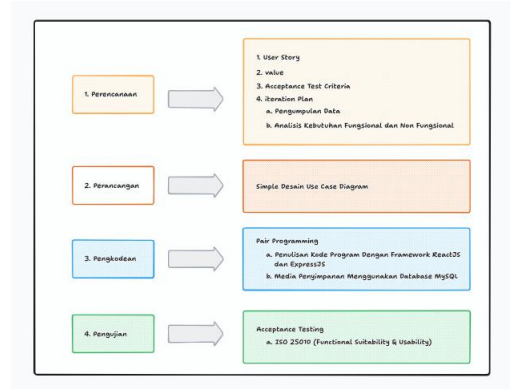 1. Perencanaan
1. User Story
2. value
3. Acceptance Test Criteria
4. iteration Plan
a. Pengumpulan Data
b. Analisis Kebutuhan Fungsional dan Non Fungsional
2. Perancangan
Simple Desain Use Case Diagram
3. Pengkodean
Pair Programming
a. Penulisan Kode Program Dengan Framework ReactJS
dan ExpressJS
b. Media Penyimpanan Menggunakan Database MySQL
4. Pengujian
Acceptance Testing
a. ISO 25010 (Functional Suitability & Usability)